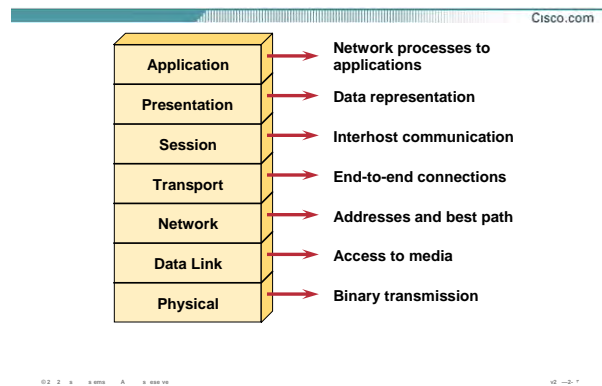 Cisco.com
Application
Network processes to
applications
Presentation
Data representation
Session
Interhost communication
Transport
End-to-end connections
Network
Addresses and best path
Data Link
Access to media
Physical
Binary transmission